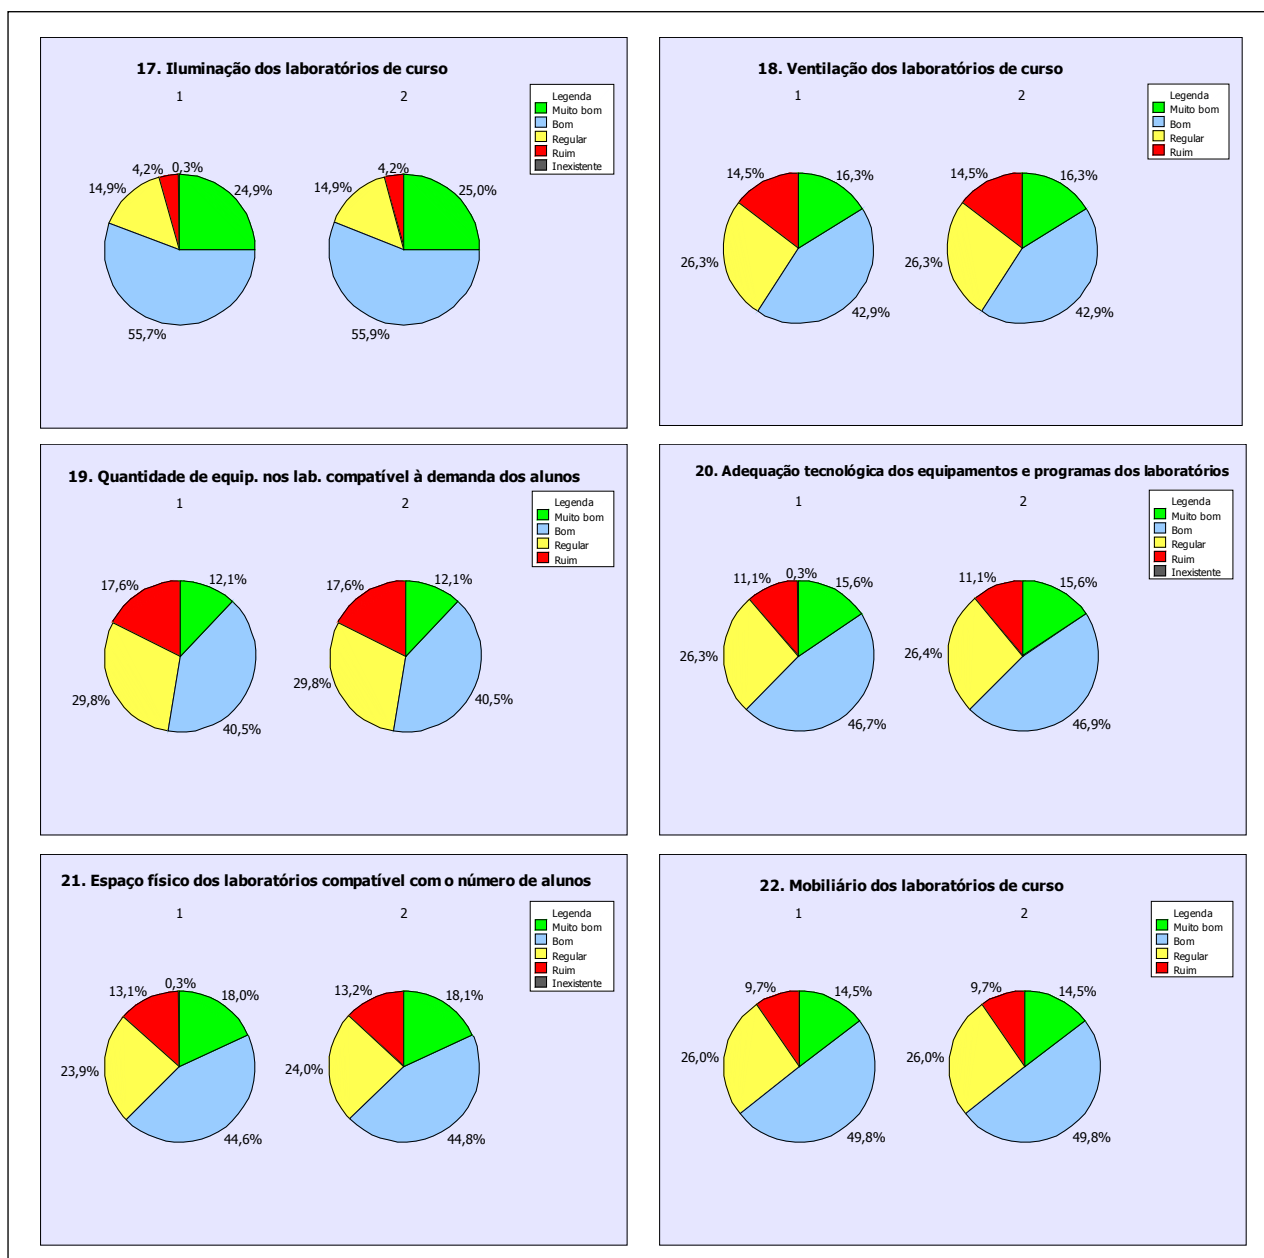 17. Iluminação dos laboratórios de curso
1 2
Legenda
Muito bom
Bom
Regular
Ruim
Inexistente
4,2% 0,3%
14,9% 24,9%
55,7%
4,2%
14,9% 25,0%
55,9%
18. Ventilação dos laboratórios de curso
1 2
Legenda
Muito bom
Bom
Regular
Ruim
14,5% 16,3%
26,3%
42,9%
14,5% 16,3%
26,3%
42,9%
19. Quantidade de equip. nos lab. compatível à demanda dos alunos
1 2
Legenda
Muito bom
Bom
Regular
Ruim
17,6% 12,1%
29,8%
40,5%
17,6% 12,1%
29,8%
40,5%
20. Adequação tecnológica dos equipamentos e programas dos laboratórios
1 2
Legenda
Muito bom
Bom
Regular
Ruim
Inexistente
11,1% 0,3% 15,6%
26,3%
46,7%
11,1% 15,6%
26,4%
46,9%
21. Espaço físico dos laboratórios compatível com o número de alunos
1 2
Legenda
Muito bom
Bom
Regular
Ruim
Inexistente
13,1% 0,3% 18,0%
23,9%
44,6%
13,2% 18,1%
24,0%
44,8%
22. Mobiliário dos laboratórios de curso
1 2
Legenda
Muito bom
Bom
Regular
Ruim
9,7% 14,5%
26,0%
49,8%
9,7% 14,5%
26,0%
49,8%